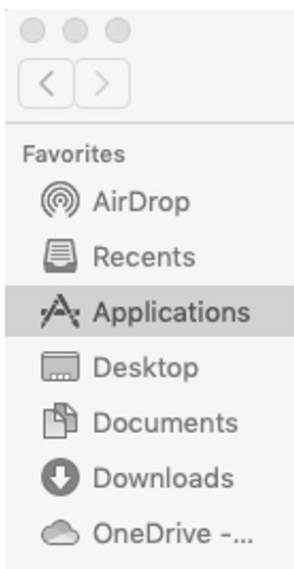 Favorites
AirDrop
Recents
Applications
Desktop
Documents
Downloads
OneDrive -...